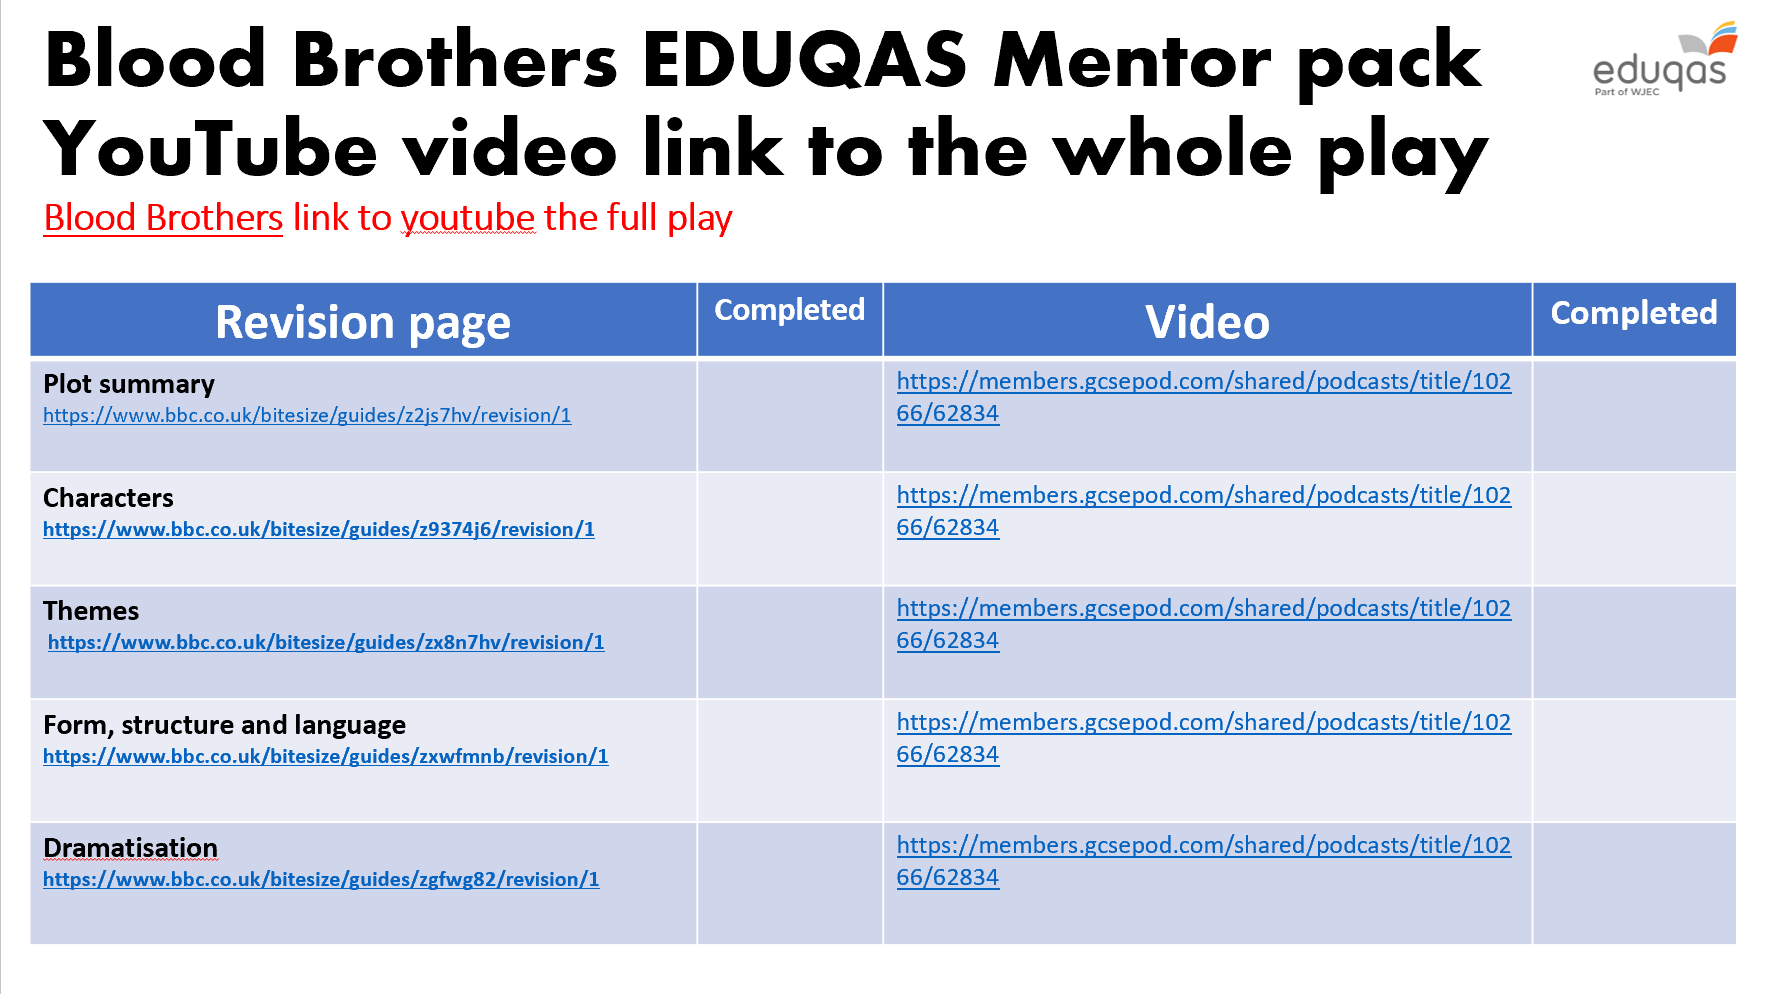 Blood Brothers EDUQAS Mentor pack
YouTube video link to the whole play
eduqas
Part of WJEC
Blood Brothers link to youtube the full play
Revision page
Completed
Video
Completed
Plot summary
https://www.bbc.co.uk/bitesize/guides/z2js7hv/revision/1
https://members.gcsepod.com/shared/podcasts/title/102
66/62834
Characters
https://www.bbc.co.uk/bitesize/guides/z9374j6/revision/1
https://members.gcsepod.com/shared/podcasts/title/102
66/62834
Themes
https://www.bbc.co.uk/bitesize/guides/zx8n7hv/revision/1
https://members.gcsepod.com/shared/podcasts/title/102
66/62834
Form, structure and language
https://www.bbc.co.uk/bitesize/guides/zxwfmnb/revision/1
https://members.gcsepod.com/shared/podcasts/title/102
66/62834
Dramatisation
https://www.bbc.co.uk/bitesize/guides/zgfwg82/revision/1
https://members.gcsepod.com/shared/podcasts/title/102
66/62834